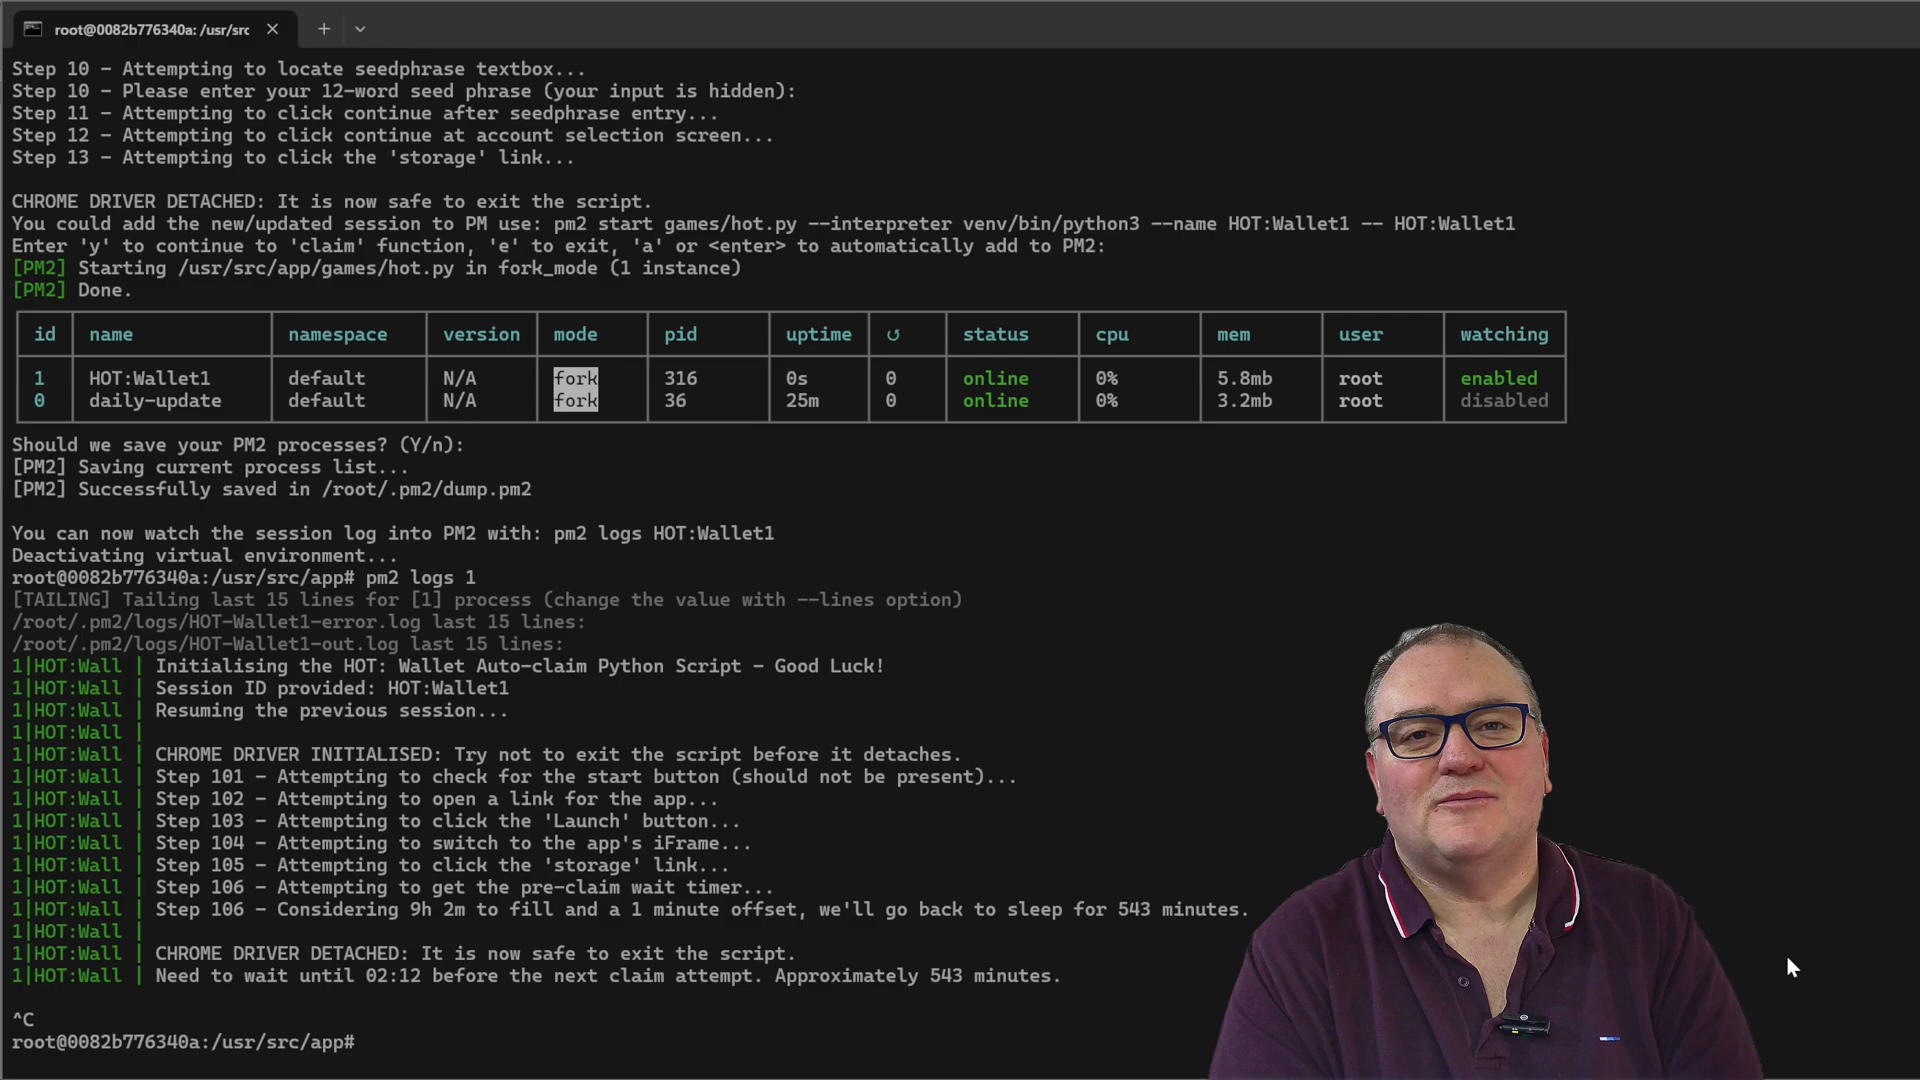 root@0082b776340a: /usr/src
Step 10 - Attempting to locate seedphrase textbox...
Step 10 - Please enter your 12-word seed phrase (your input is hidden):
Step 11 - Attempting to click continue after seedphrase entry...
Step 12 - Attempting to click continue at account selection screen...
Step 13 - Attempting to click the 'storage' link...
CHROME DRIVER DETACHED: It is now safe to exit the script.
You could add the new/updated session to PM use: pm2 start games/hot.py --interpreter venv/bin/python3 --name HOT:Wallet1 -- HOT:Wallet1
Enter 'y' to continue to 'claim' function, 'e' to exit, 'a' or <enter> to automatically add to PM2:
[PM2] Starting /usr/src/app/games/hot.py in fork_mode (1 instance)
[PM2] Done.
id name namespace version mode pid uptime ↺ status cpu mem user watching
1 HOT:Wallet1 default N/A fork 316 0s 0 online 0% 5.8mb root enabled
0 daily-update default N/A fork 36 25m 0 online 0% 3.2mb root disabled
Should we save your PM2 processes? (Y/n):
[PM2] Saving current process list...
[PM2] Successfully saved in /root/.pm2/dump.pm2
You can now watch the session log into PM2 with: pm2 logs HOT:Wallet1
Deactivating virtual environment...
root@0082b776340a:/usr/src/app# pm2 logs 1
[TAILING] Tailing last 15 lines for [1] process (change the value with --lines option)
/root/.pm2/logs/HOT-Wallet1-error.log last 15 lines:
/root/.pm2/logs/HOT-Wallet1-out.log last 15 lines:
1|HOT:Wall | Initialising the HOT: Wallet Auto-claim Python Script - Good Luck!
1|HOT:Wall | Session ID provided: HOT:Wallet1
1|HOT:Wall | Resuming the previous session...
1|HOT:Wall |
1|HOT:Wall | CHROME DRIVER INITIALISED: Try not to exit the script before it detaches.
1|HOT:Wall | Step 101 - Attempting to check for the start button (should not be present)...
1|HOT:Wall | Step 102 - Attempting to open a link for the app...
1|HOT:Wall | Step 103 - Attempting to click the 'Launch' button...
1|HOT:Wall | Step 104 - Attempting to switch to the app's iFrame...
1|HOT:Wall | Step 105 - Attempting to click the 'storage' link...
1|HOT:Wall | Step 106 - Attempting to get the pre-claim wait timer...
1|HOT:Wall | Step 106 - Considering 9h 2m to fill and a 1 minute offset, we'll go back to sleep for 543 minutes.
1|HOT:Wall |
1|HOT:Wall | CHROME DRIVER DETACHED: It is now safe to exit the script.
1|HOT:Wall | Need to wait until 02:12 before the next claim attempt. Approximately 543 minutes.
^C
root@0082b776340a:/usr/src/app#